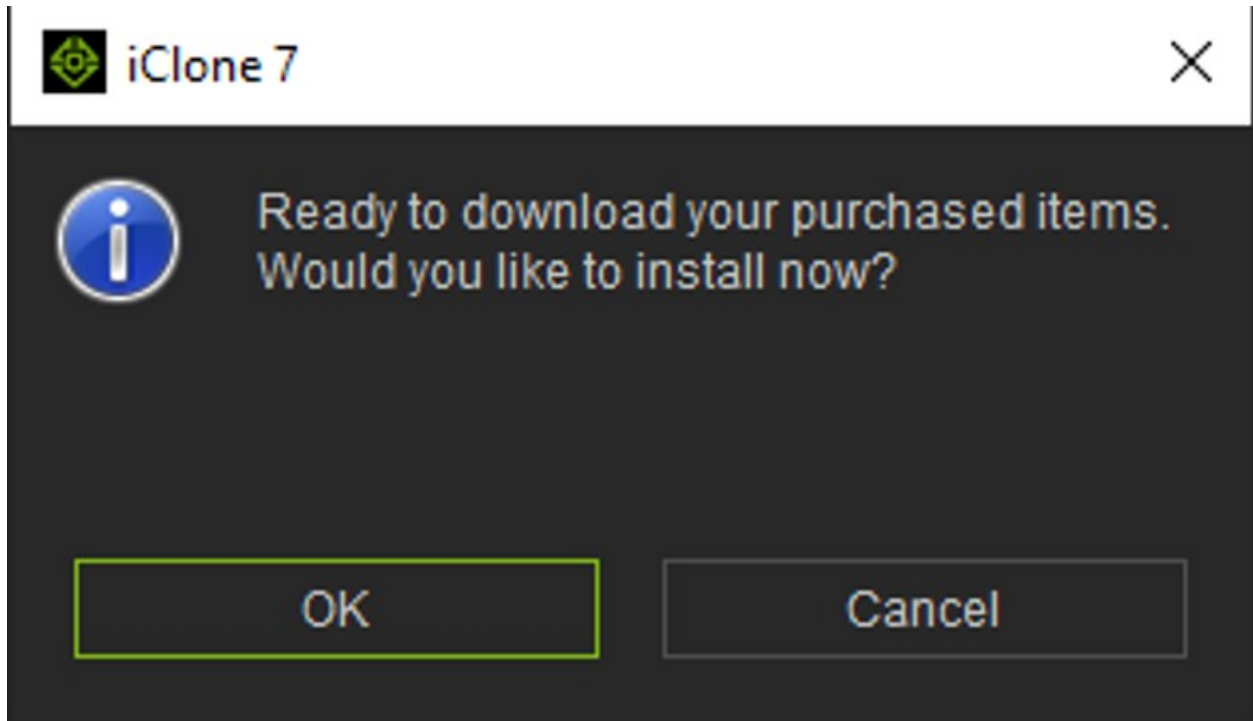 iClone 7
Ready to download your purchased items.
Would you like to install now?
OK
Cancel